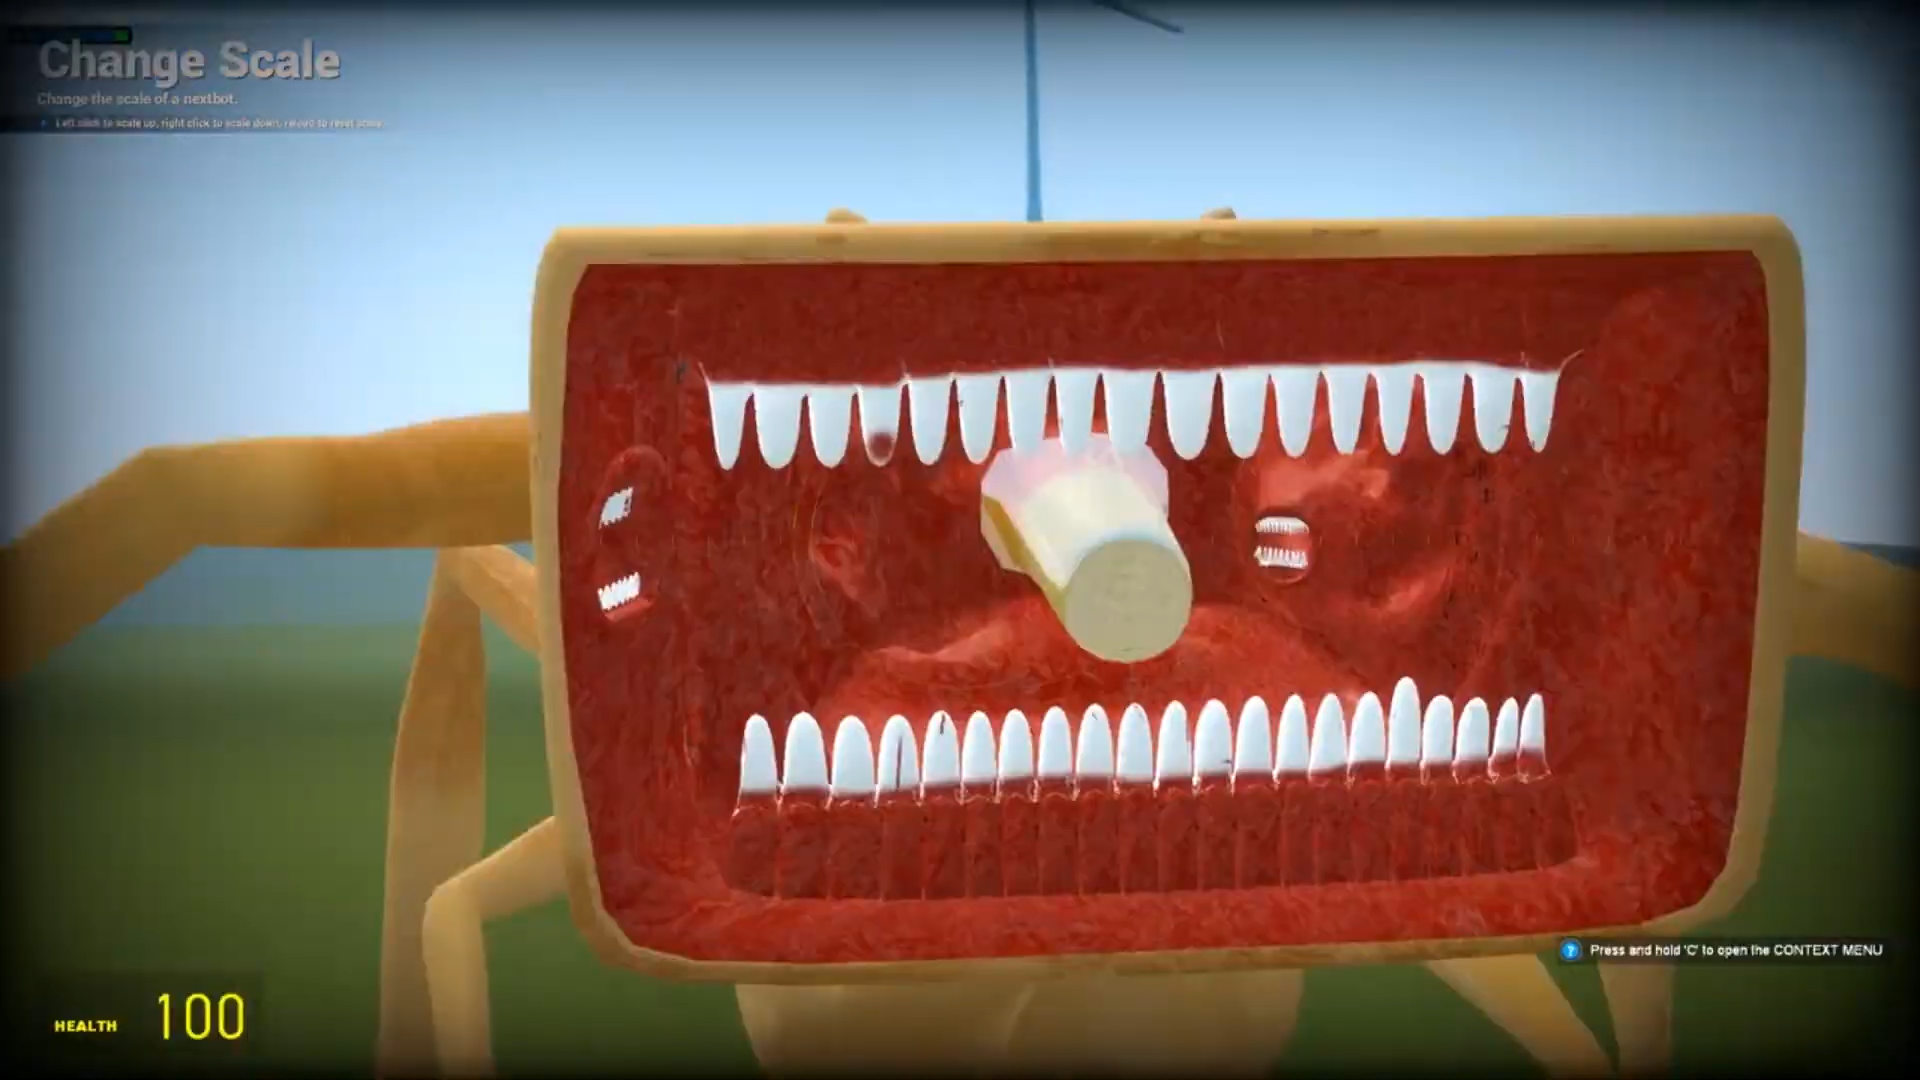 Change Scale
Change the scale of a nextbot.
Left click to scale up, right click to scale down, reload to reset scale.
Press and hold 'C' to open the CONTEXT MENU
HEALTH 100